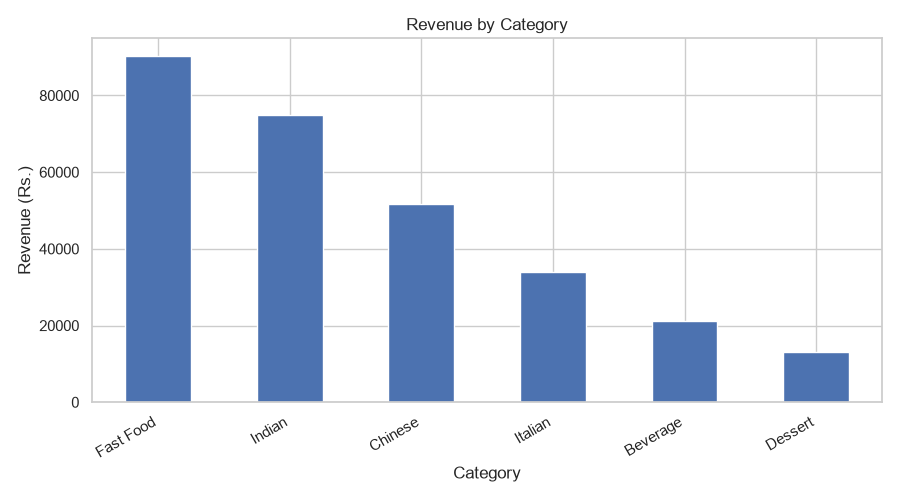 Revenue by Category
Revenue (Rs.)
80000
60000
40000
20000
0
Fast Food
Indian
Chinese
Italian
Beverage
Dessert
Category